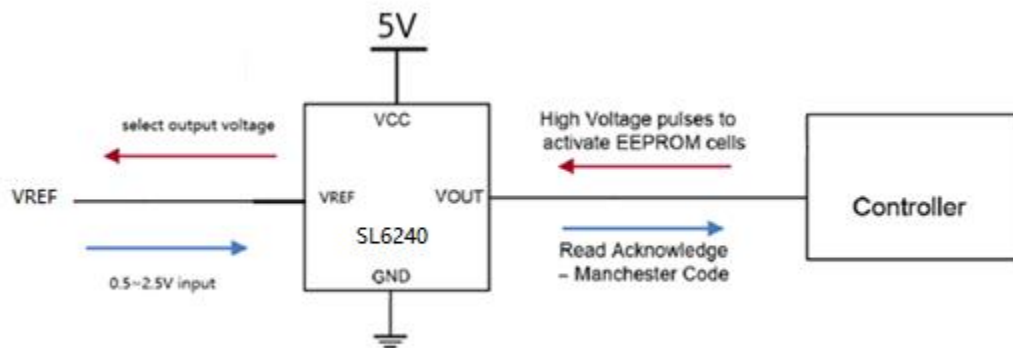 5V
VCC
select output voltage
High Voltage pulses to
activate EEPROM cells
VREF
VREF
VOUT
Controller
SL6240
0.5~2.5V input
GND
Read Acknowledge
– Manchester Code